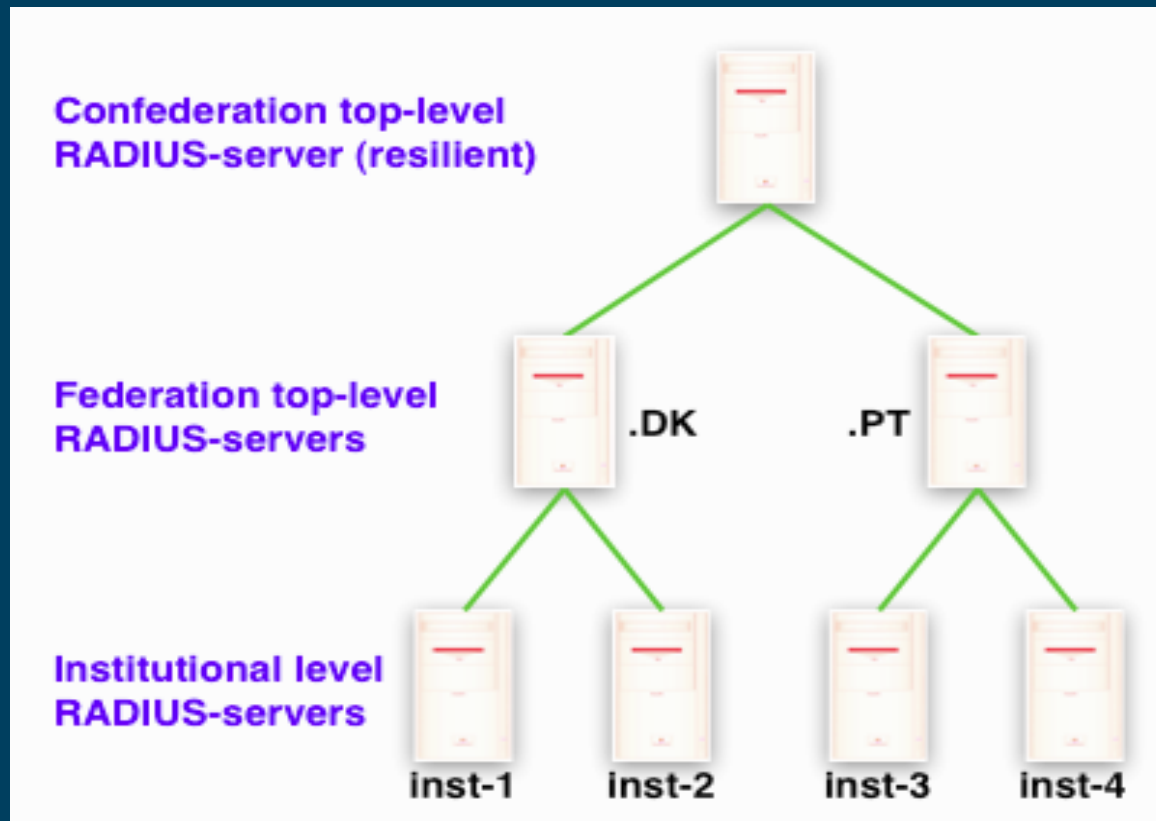 Confederation top-level
RADIUS-server (resilient)
Federation top-level
RADIUS-servers
.DK
.PT
Institutional level
RADIUS-servers
inst-1
inst-2
inst-3
inst-4